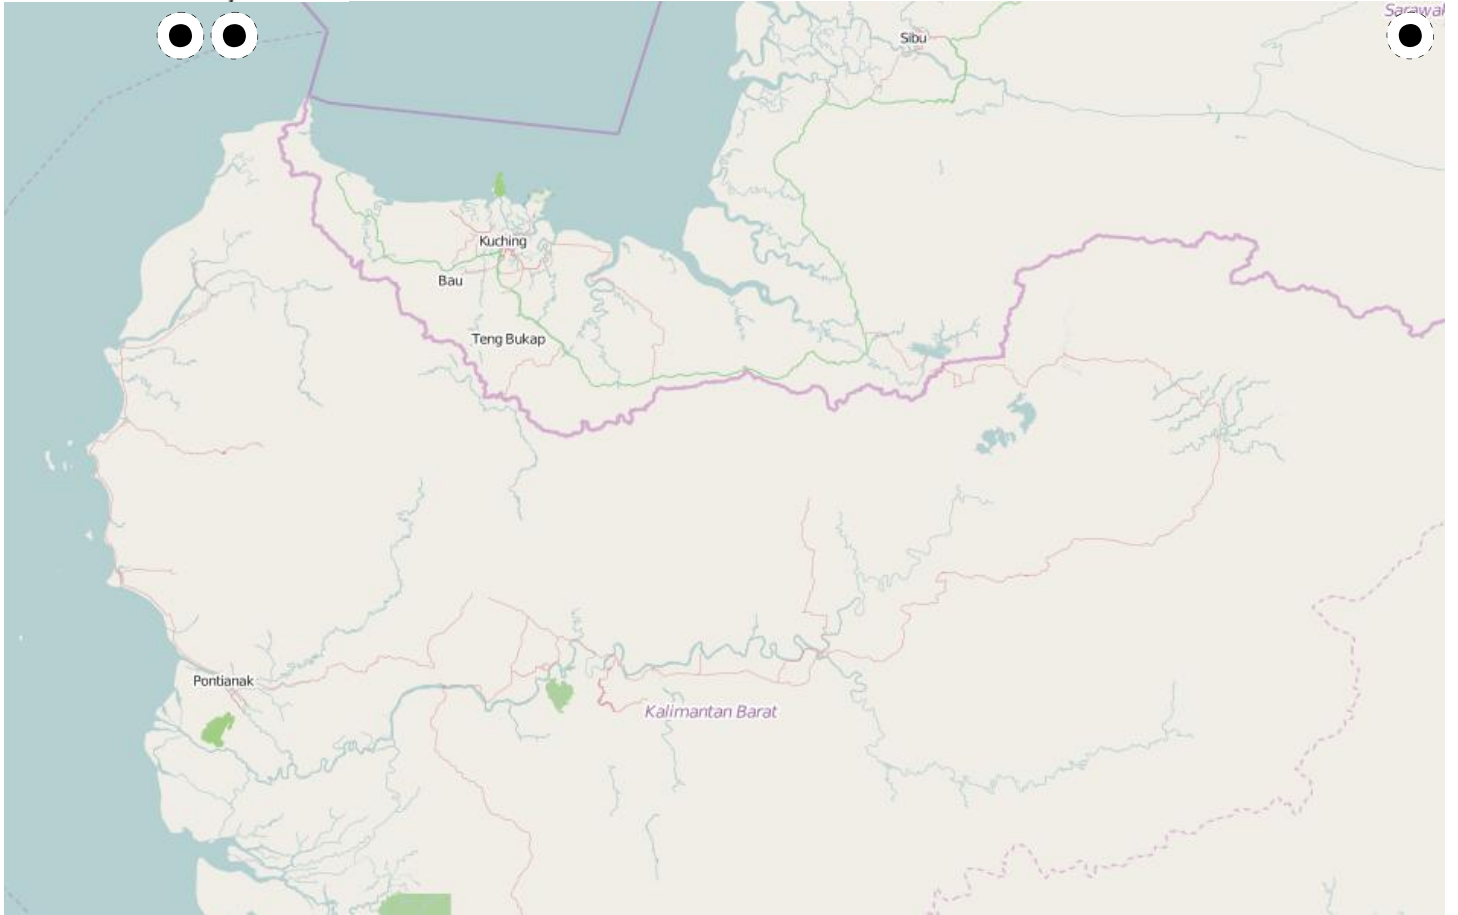 Sarawak
Sibu
Kuching
Bau
Teng Bukap
Pontianak
Kalimantan Barat